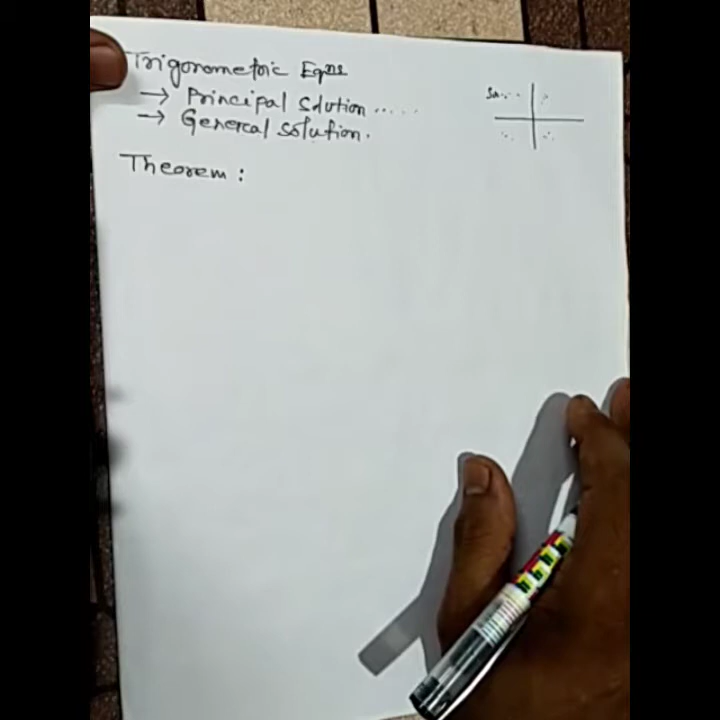 Trigonometric Eqns
→ Principal Solution .....
→ General Solution.
Theorem :